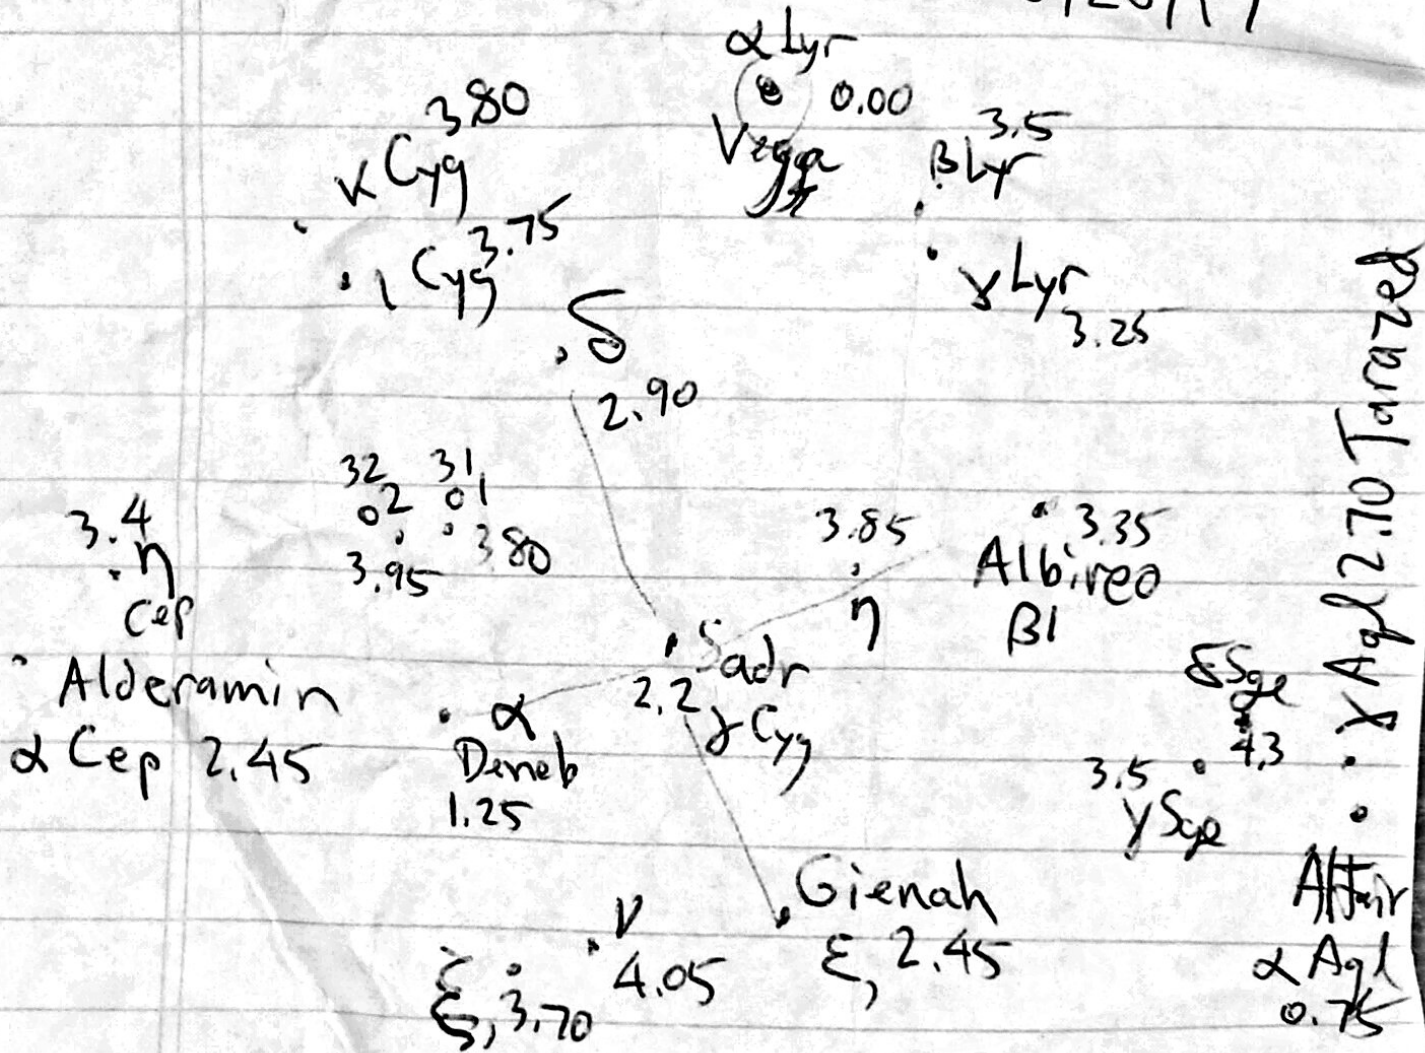 α Lyr
0.00
Vega
3.80
κ Cyg
3.5
β Lyr
3.75
ι Cyg
γ Lyr
3.25
δ
2.90
32 31
ο2 ο1
3.95 3.80
3.4
η
Cep
3.85
η
3.35
Albireo
β1
γ Aql 2.70 Tarazed
Alderamin
α Cep 2.45
α
Deneb
1.25
Sadr
2.2
γ Cyg
δ Sge
4.3
3.5
γ Sge
Altair
α Aql
0.75
Gienah
ε, 2.45
ν
4.05
ξ, 3.70